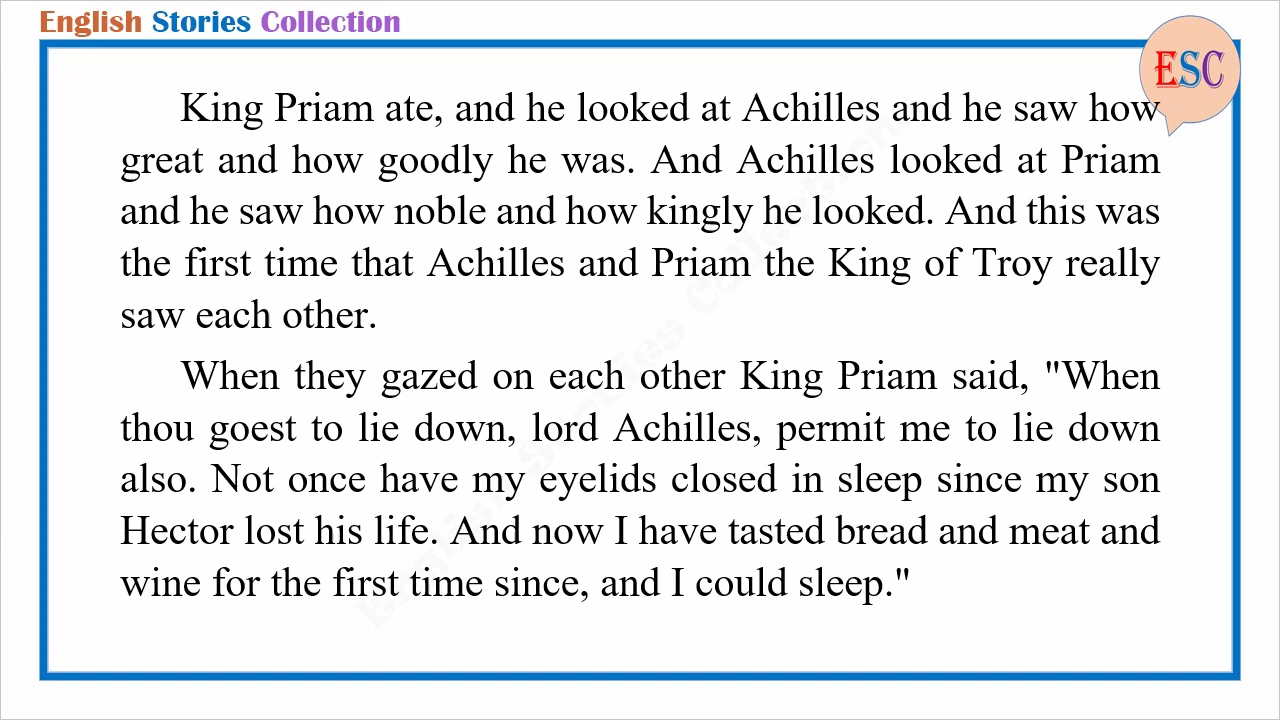 English Stories Collection
ESC
King Priam ate, and he looked at Achilles and he saw how
great and how goodly he was. And Achilles looked at Priam
and he saw how noble and how kingly he looked. And this was
the first time that Achilles and Priam the King of Troy really
saw each other.
When they gazed on each other King Priam said, "When
thou goest to lie down, lord Achilles, permit me to lie down
also. Not once have my eyelids closed in sleep since my son
Hector lost his life. And now I have tasted bread and meat and
wine for the first time since, and I could sleep."